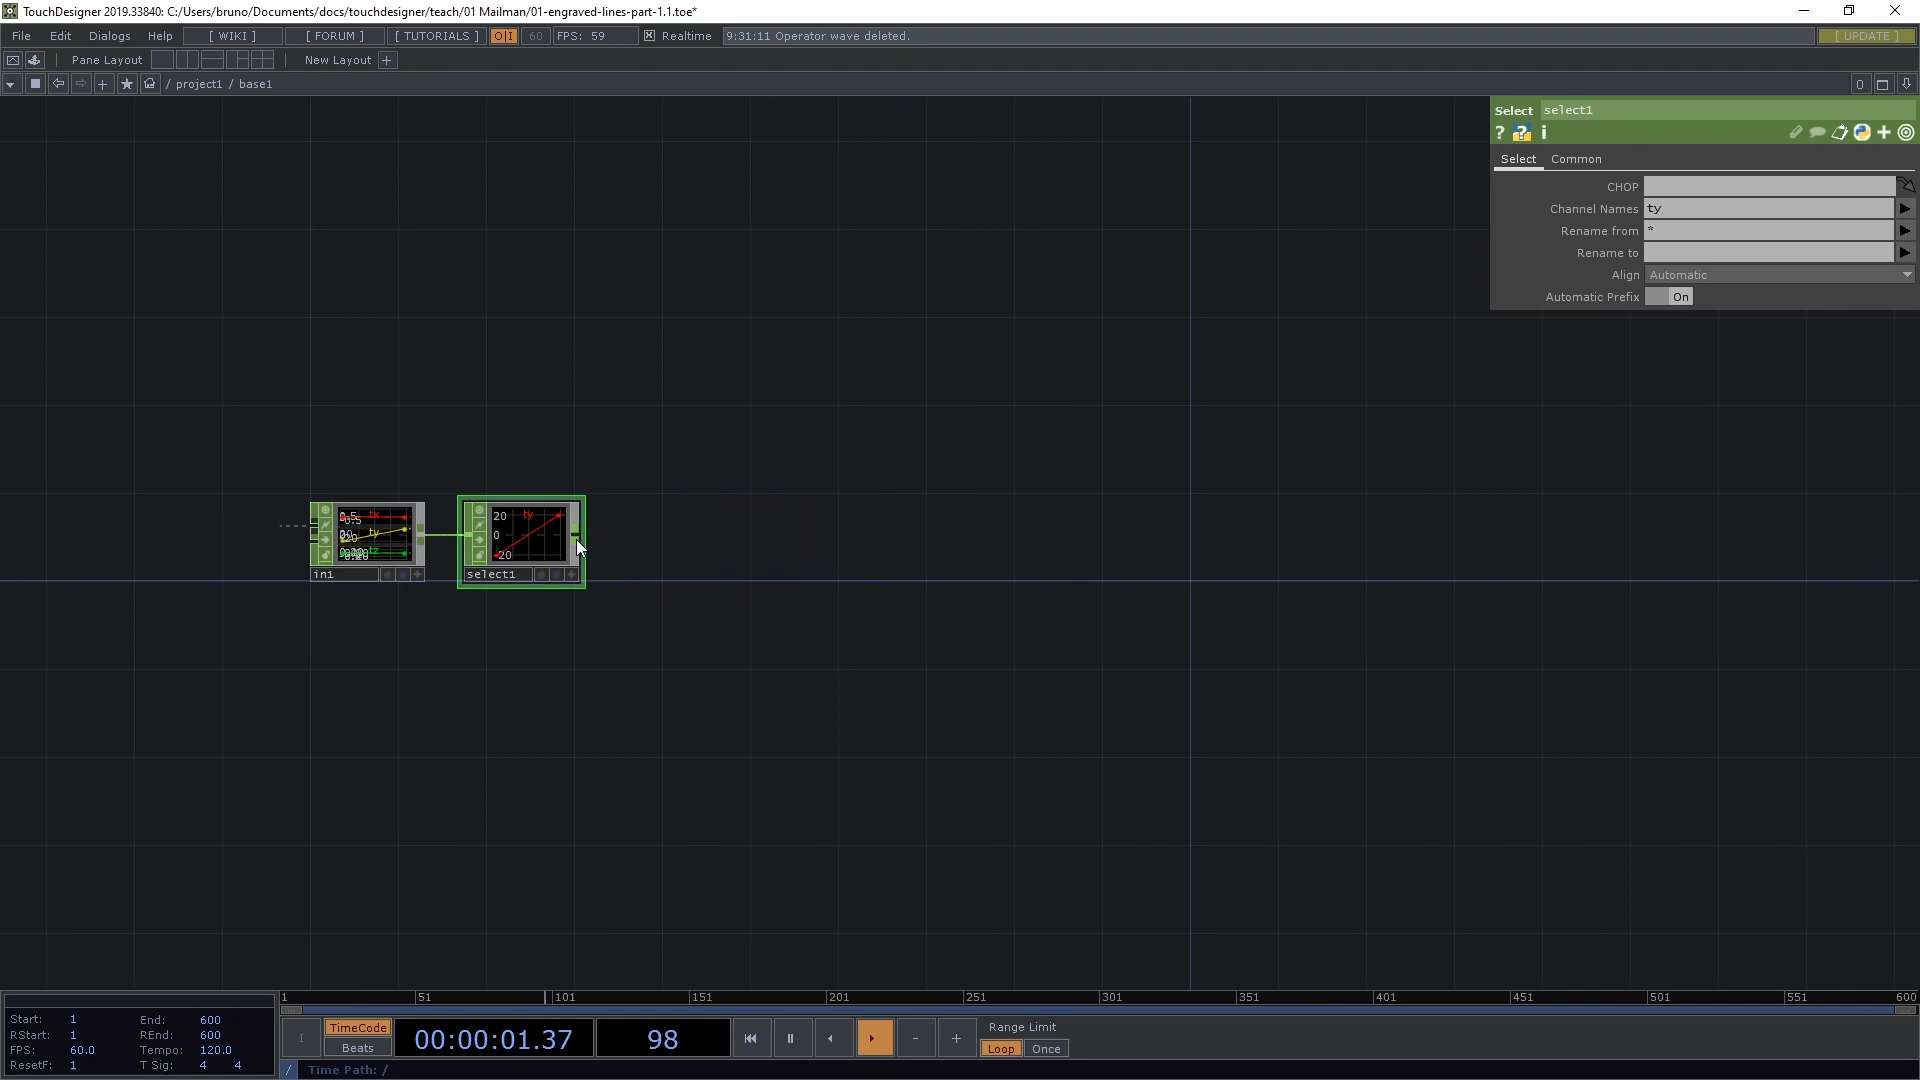 TouchDesigner 2019.33840: C:/Users/bruno/Documents/docs/touchdesigner/teach/01 Mailman/01-engraved-lines-part-1.1.toe*
File Edit Dialogs Help [ WIKI ] [ FORUM ] [ TUTORIALS ] O|I 60 FPS: 59 Realtime 9:31:11 Operator wave deleted. [ UPDATE ]
Pane Layout New Layout +
/ project1 / base1 0
Select select1
? ? i
Select Common
CHOP
Channel Names ty
Rename from *
Rename to
Align Automatic
Automatic Prefix On
tx
ty
tz
in1
20 ty
0
-20
select1
1 51 101 151 201 251 301 351 401 451 501 551 600
Start: 1 End: 600
RStart: 1 REnd: 600
FPS: 60.0 Tempo: 120.0
ResetF: 1 T Sig: 4 4
I TimeCode
Beats
00:00:01.37 98
- +
Range Limit
Loop Once
/ Time Path: /